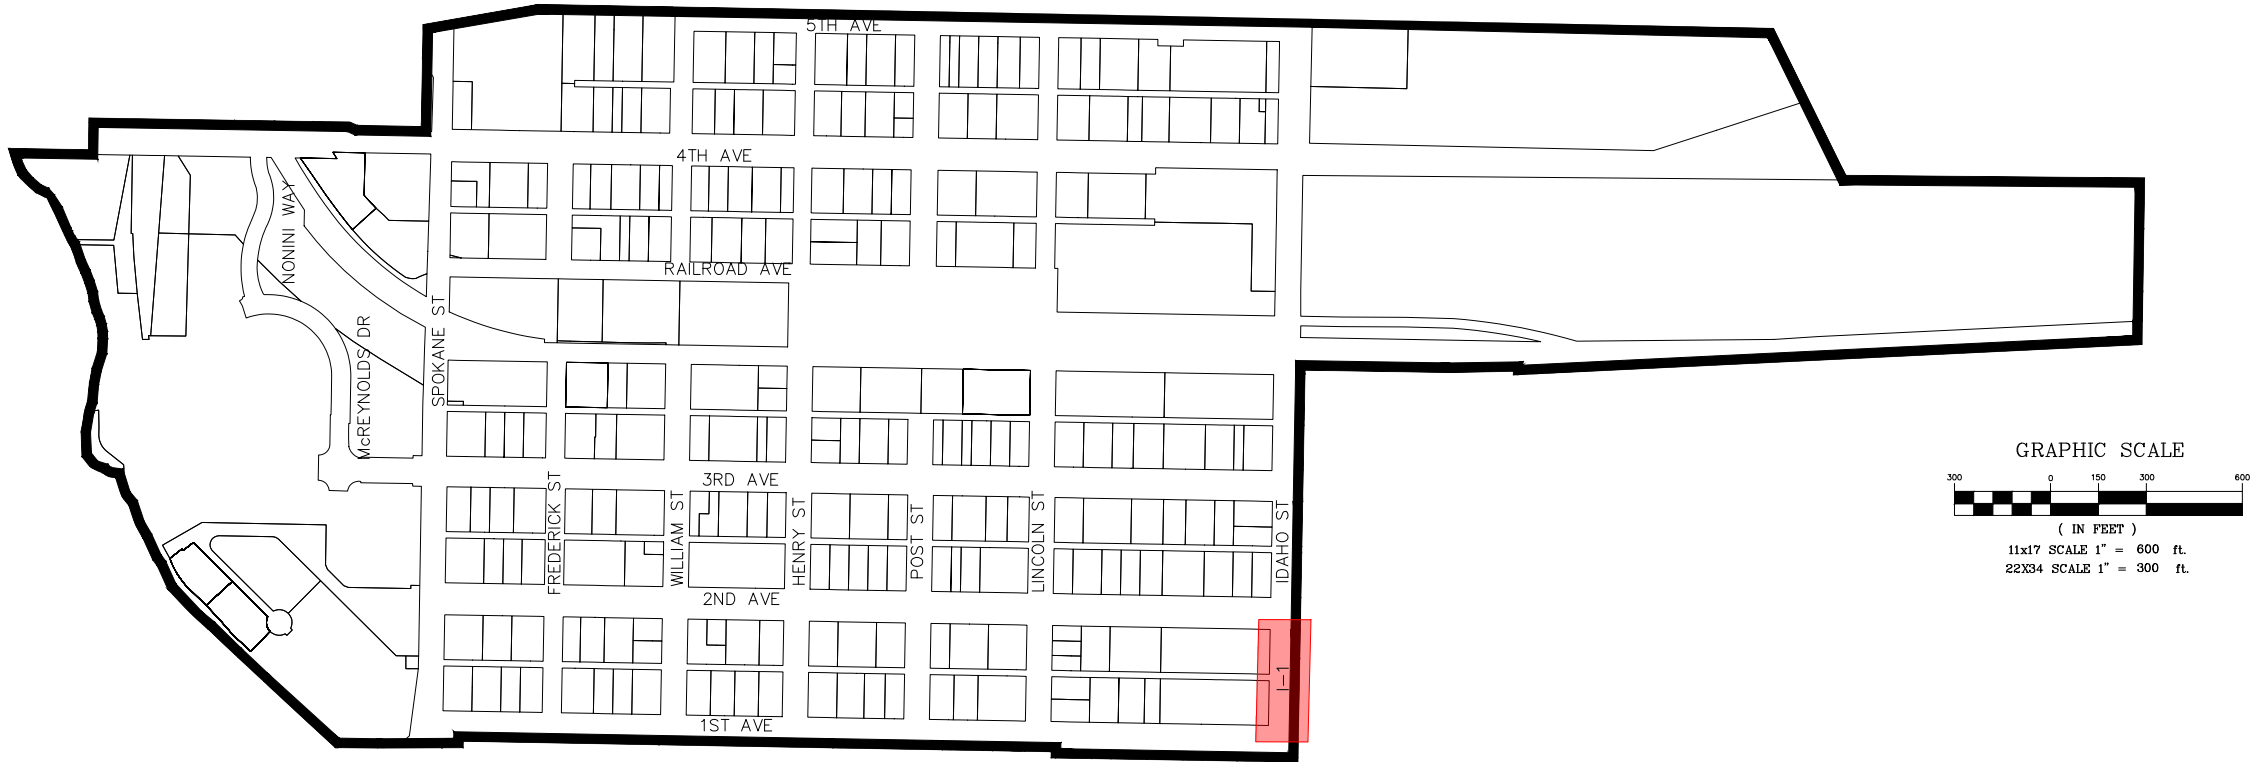 5TH AVE
4TH AVE
NONINI WAY
RAILROAD AVE
SPOKANE ST
McREYNOLDS DR
3RD AVE
FREDERICK ST
WILLIAM ST
HENRY ST
POST ST
LINCOLN ST
IDAHO ST
2ND AVE
I-1
1ST AVE
GRAPHIC SCALE
300 0 150 300 600
( IN FEET )
11x17 SCALE 1" = 600 ft.
22X34 SCALE 1" = 300 ft.